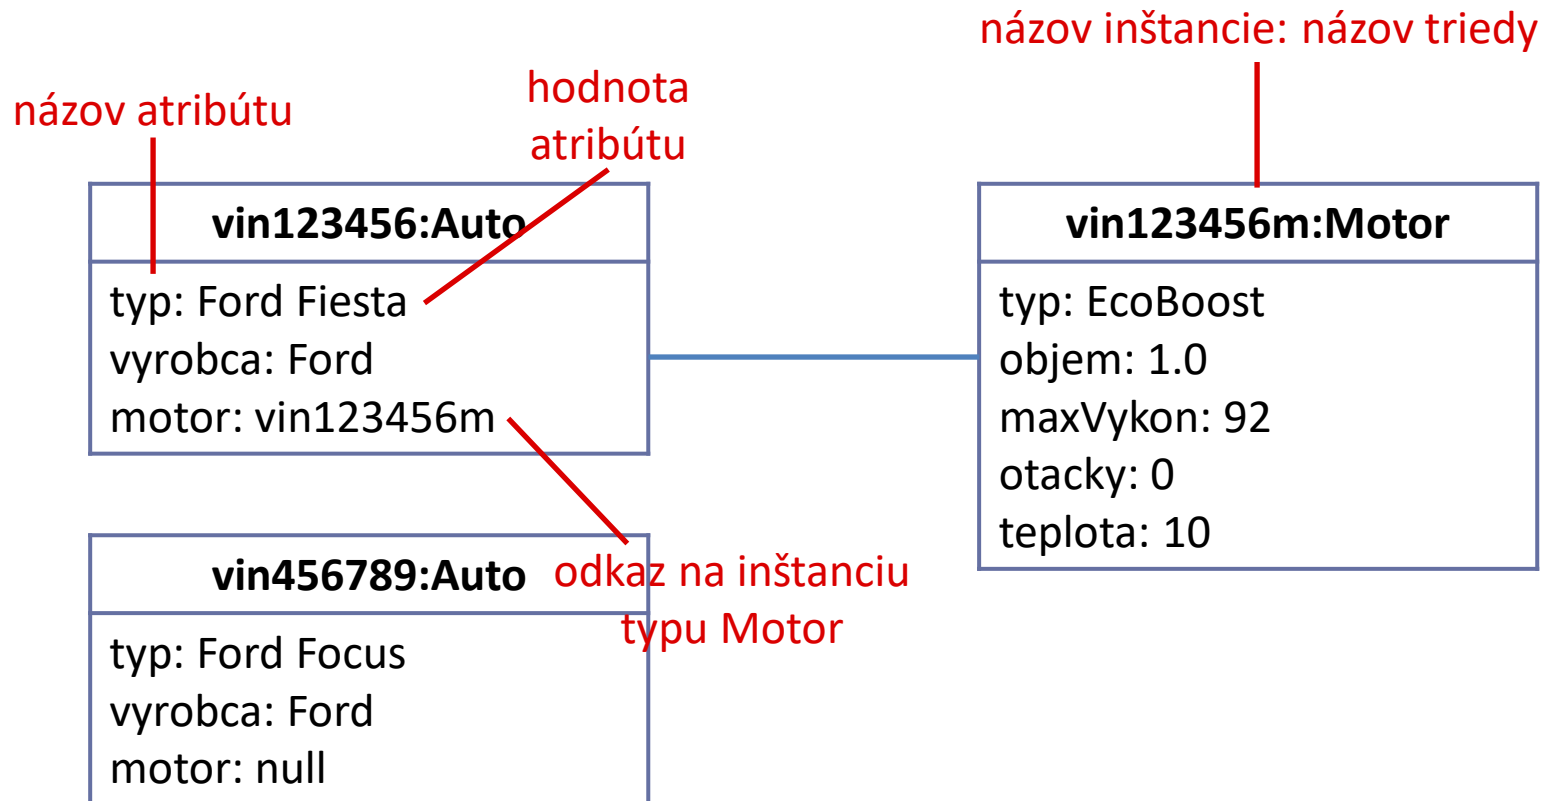 názov inštancie: názov triedy
názov atribútu
hodnota
atribútu
vin123456:Auto
typ: Ford Fiesta
vyrobca: Ford
motor: vin123456m
vin123456m:Motor
typ: EcoBoost
objem: 1.0
maxVykon: 92
otacky: 0
teplota: 10
odkaz na inštanciu
typu Motor
vin456789:Auto
typ: Ford Focus
vyrobca: Ford
motor: null